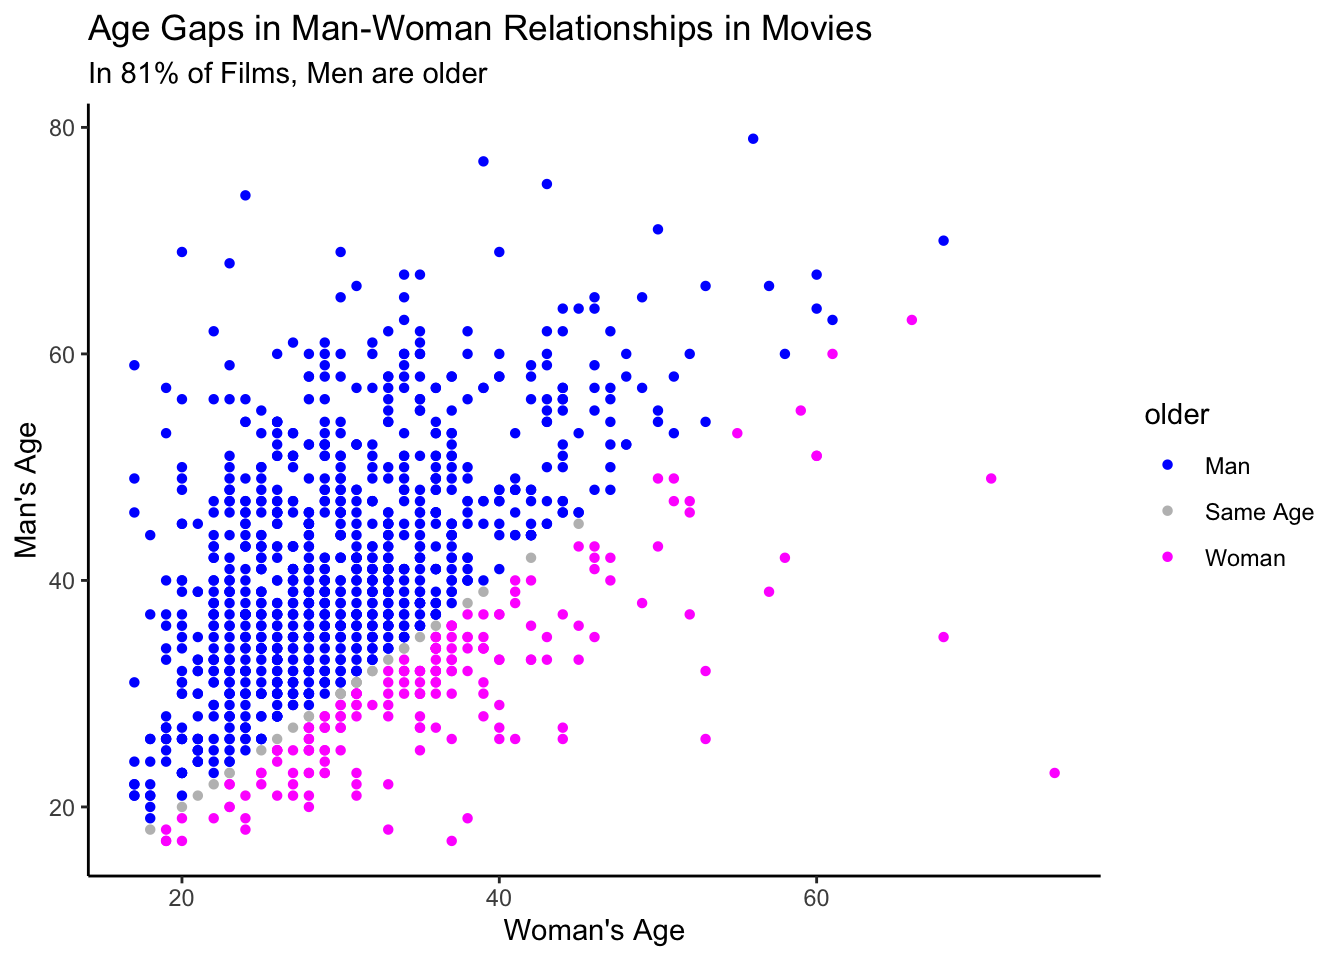 Age Gaps in Man-Woman Relationships in Movies
In 81% of Films, Men are older
80
60
40
20
Man's Age
20 40 60
Woman's Age
older
Man
Same Age
Woman